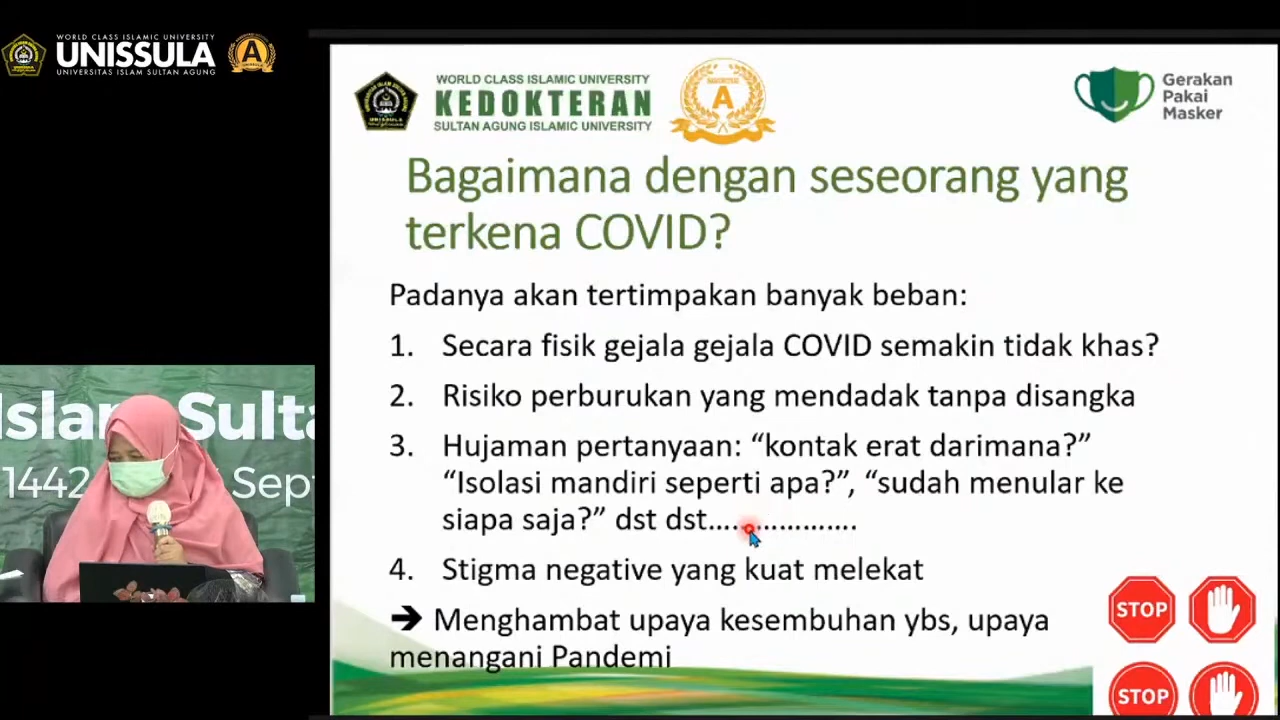 WORLD CLASS ISLAMIC UNIVERSITY
UNISSULA
UNIVERSITAS ISLAM SULTAN AGUNG
A
WORLD CLASS ISLAMIC UNIVERSITY
KEDOKTERAN
SULTAN AGUNG ISLAMIC UNIVERSITY
A
Gerakan
Pakai
Masker
Bagaimana dengan seseorang yang
terkena COVID?
Padanya akan tertimpakan banyak beban:
1. Secara fisik gejala gejala COVID semakin tidak khas?
2. Risiko perburukan yang mendadak tanpa disangka
3. Hujaman pertanyaan: “kontak erat darimana?”
“Isolasi mandiri seperti apa?”, “sudah menular ke
siapa saja?” dst dst………………….
4. Stigma negative yang kuat melekat
➔ Menghambat upaya kesembuhan ybs, upaya
menangani Pandemi
STOP
STOP
Islam Sulta
1442 Sept